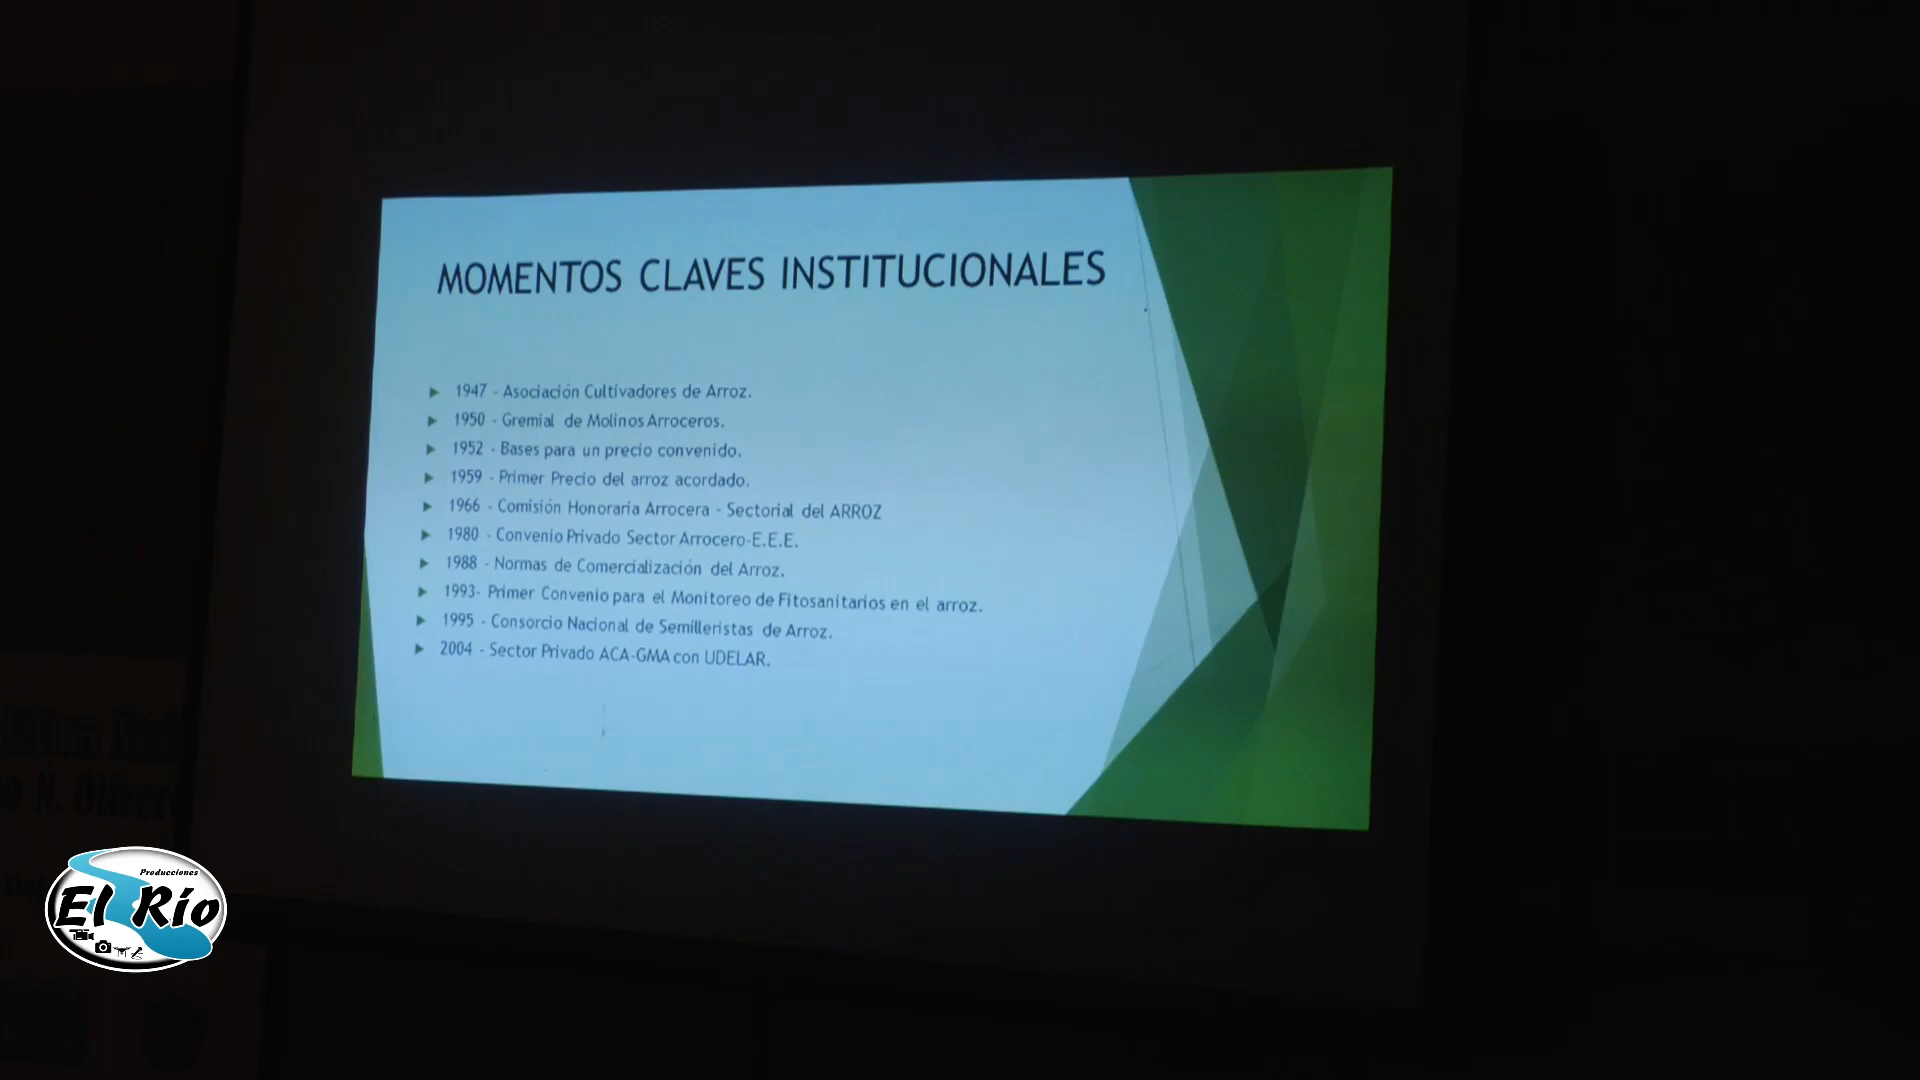 MOMENTOS CLAVES INSTITUCIONALES
1947 - Asociación Cultivadores de Arroz.
1950 - Gremial de Molinos Arroceros.
1952 - Bases para un precio convenido.
1959 - Primer Precio del arroz acordado.
1966 - Comisión Honoraria Arrocera - Sectorial del ARROZ
1980 - Convenio Privado Sector Arrocero-E.E.E.
1988 - Normas de Comercialización del Arroz.
1993- Primer Convenio para el Monitoreo de Fitosanitarios en el arroz.
1995 - Consorcio Nacional de Semilleristas de Arroz.
2004 - Sector Privado ACA-GMA con UDELAR.
Producciones
El Río